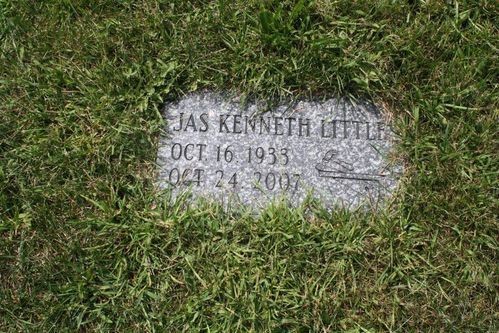 JAS KENNETH LITTLE
OCT. 16 1933
OCT 24 2007